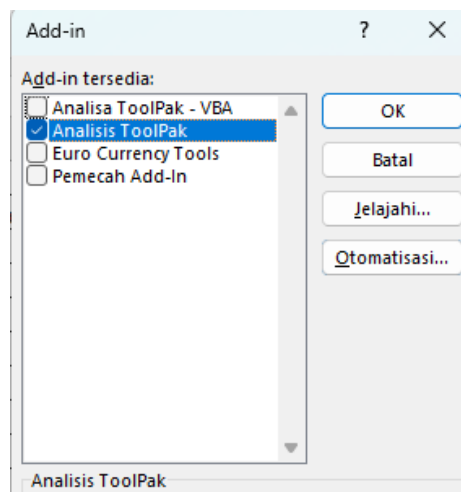 Add-in ? ×
Add-in tersedia:
Analisa ToolPak - VBA
Analisis ToolPak
Euro Currency Tools
Pemecah Add-In
OK
Batal
Jelajahi...
Otomatisasi...
Analisis ToolPak